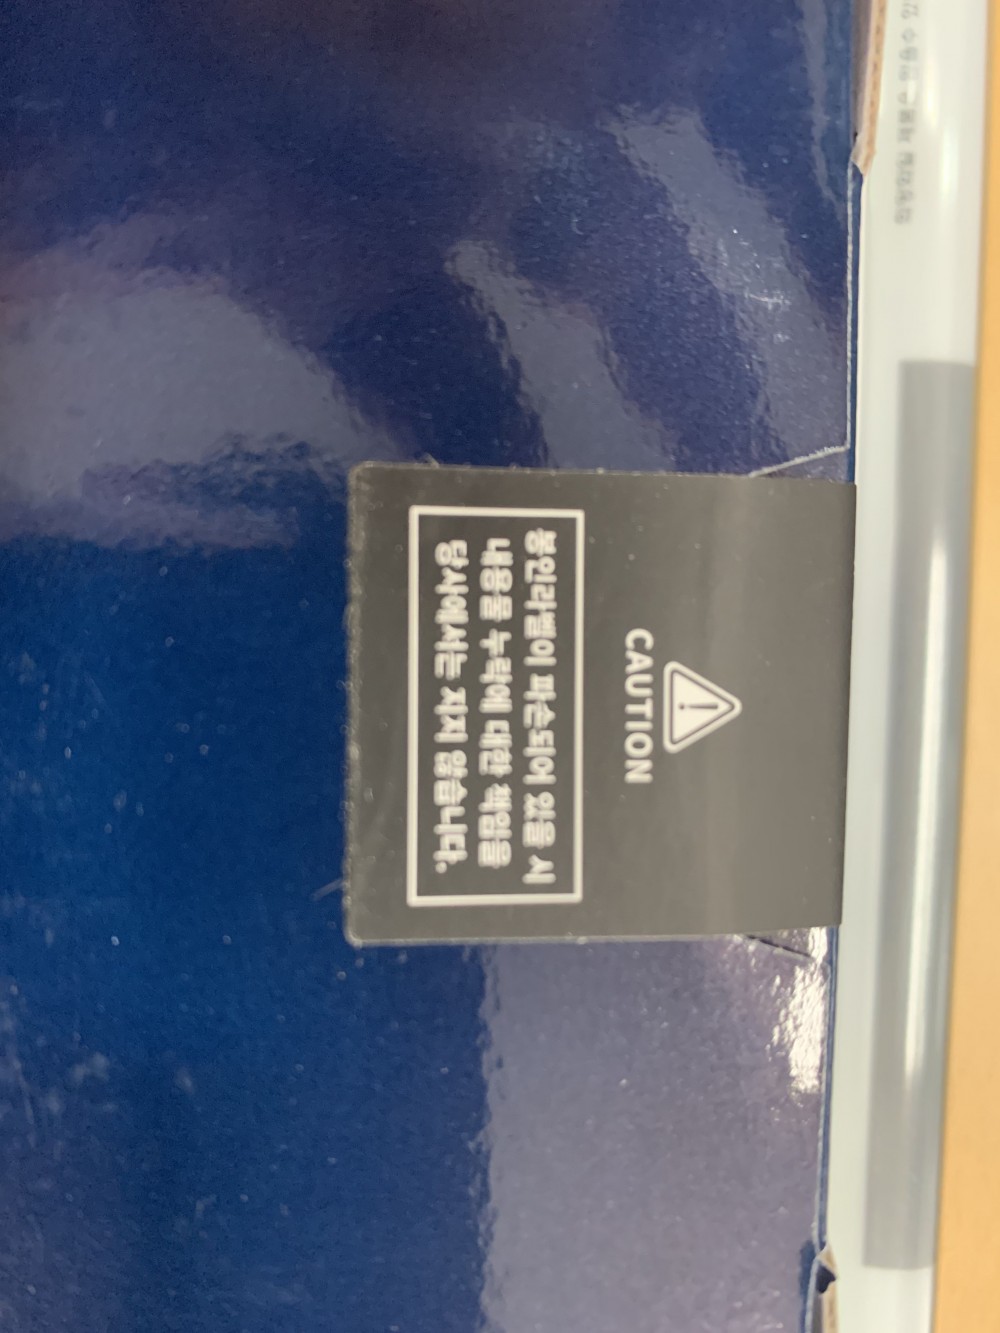 CAUTION
봉인라벨이 파손되어 있을 시
내용물 누락에 대한 책임을
당사에서는 지지 않습니다.